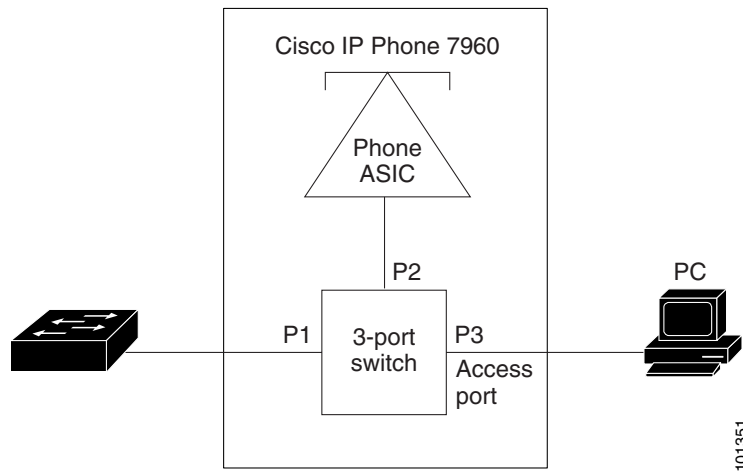 Cisco IP Phone 7960
Phone
ASIC
P2
PC
P1
3-port
switch
P3
Access
port
101351